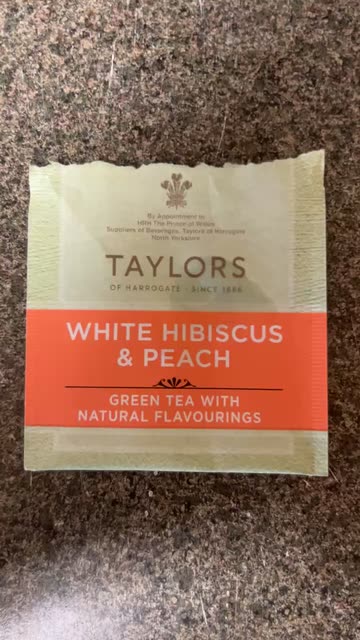 By Appointment to
HRH The Prince of Wales
Suppliers of Beverages, Taylors of Harrogate
North Yorkshire
TAYLORS
OF HARROGATE · SINCE 1886
WHITE HIBISCUS
& PEACH
GREEN TEA WITH
NATURAL FLAVOURINGS